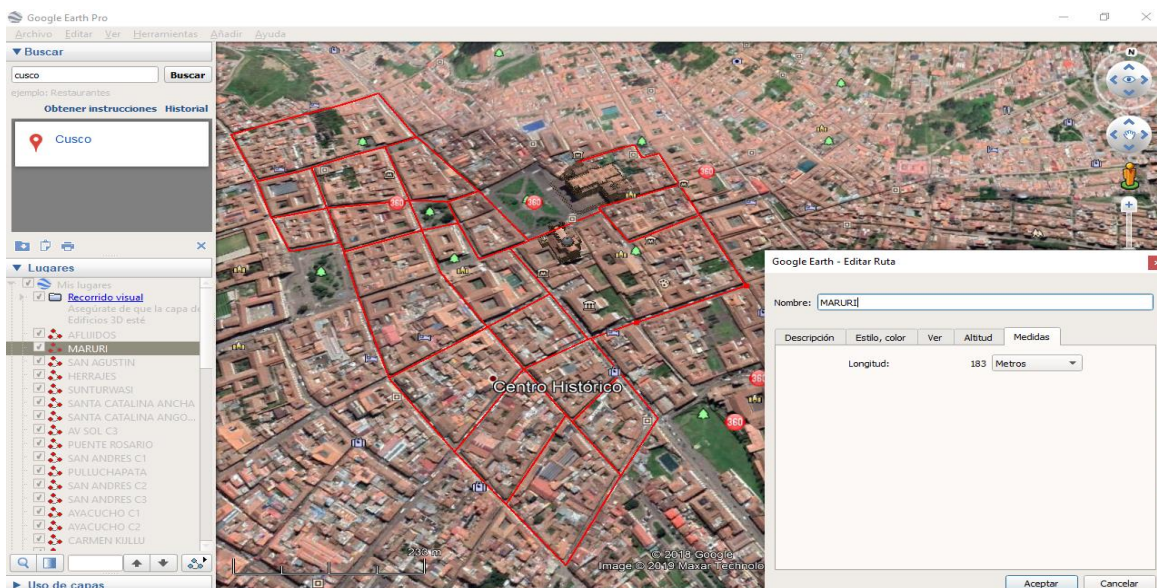 Google Earth Pro
Archivo Editar Ver Herramientas Añadir Ayuda
▼ Buscar
cusco
Buscar
ejemplo: Restaurantes
Obtener instrucciones Historial
Cusco
▼ Lugares
Mis lugares
Recorrido visual
Asegúrate de que la capa de
Edificios 3D esté
AFLIJIDOS
MARURI
SAN AGUSTIN
HERRAJES
SUNTURWASI
SANTA CATALINA ANCHA
SANTA CATALINA ANGO...
AV SOL C3
PUENTE ROSARIO
SAN ANDRES C1
PULLUCHAPATA
SAN ANDRES C2
SAN ANDRES C3
AYACUCHO C1
AYACUCHO C2
CARMEN KIJLLU
Uso de capas
N
360
360
360
360
360
Centro Histórico
230 m
© 2018 Google
Image © 2019 Maxar Technolo
Google Earth - Editar Ruta
Nombre: MARURI
Descripción Estilo, color Ver Altitud Medidas
Longitud: 183 Metros
Aceptar Cancelar